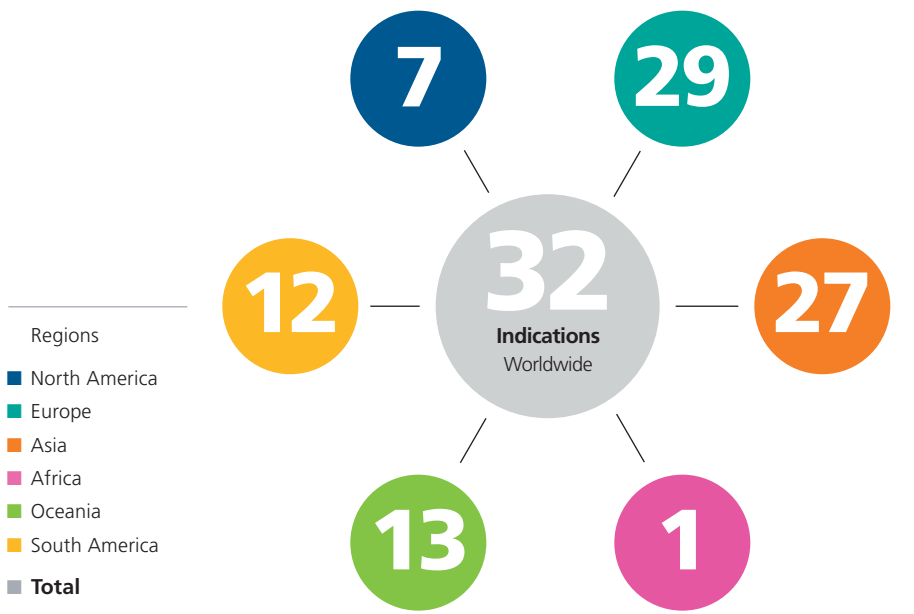 7
29
32
Indications
Worldwide
12
27
13
1
Regions
North America
Europe
Asia
Africa
Oceania
South America
Total